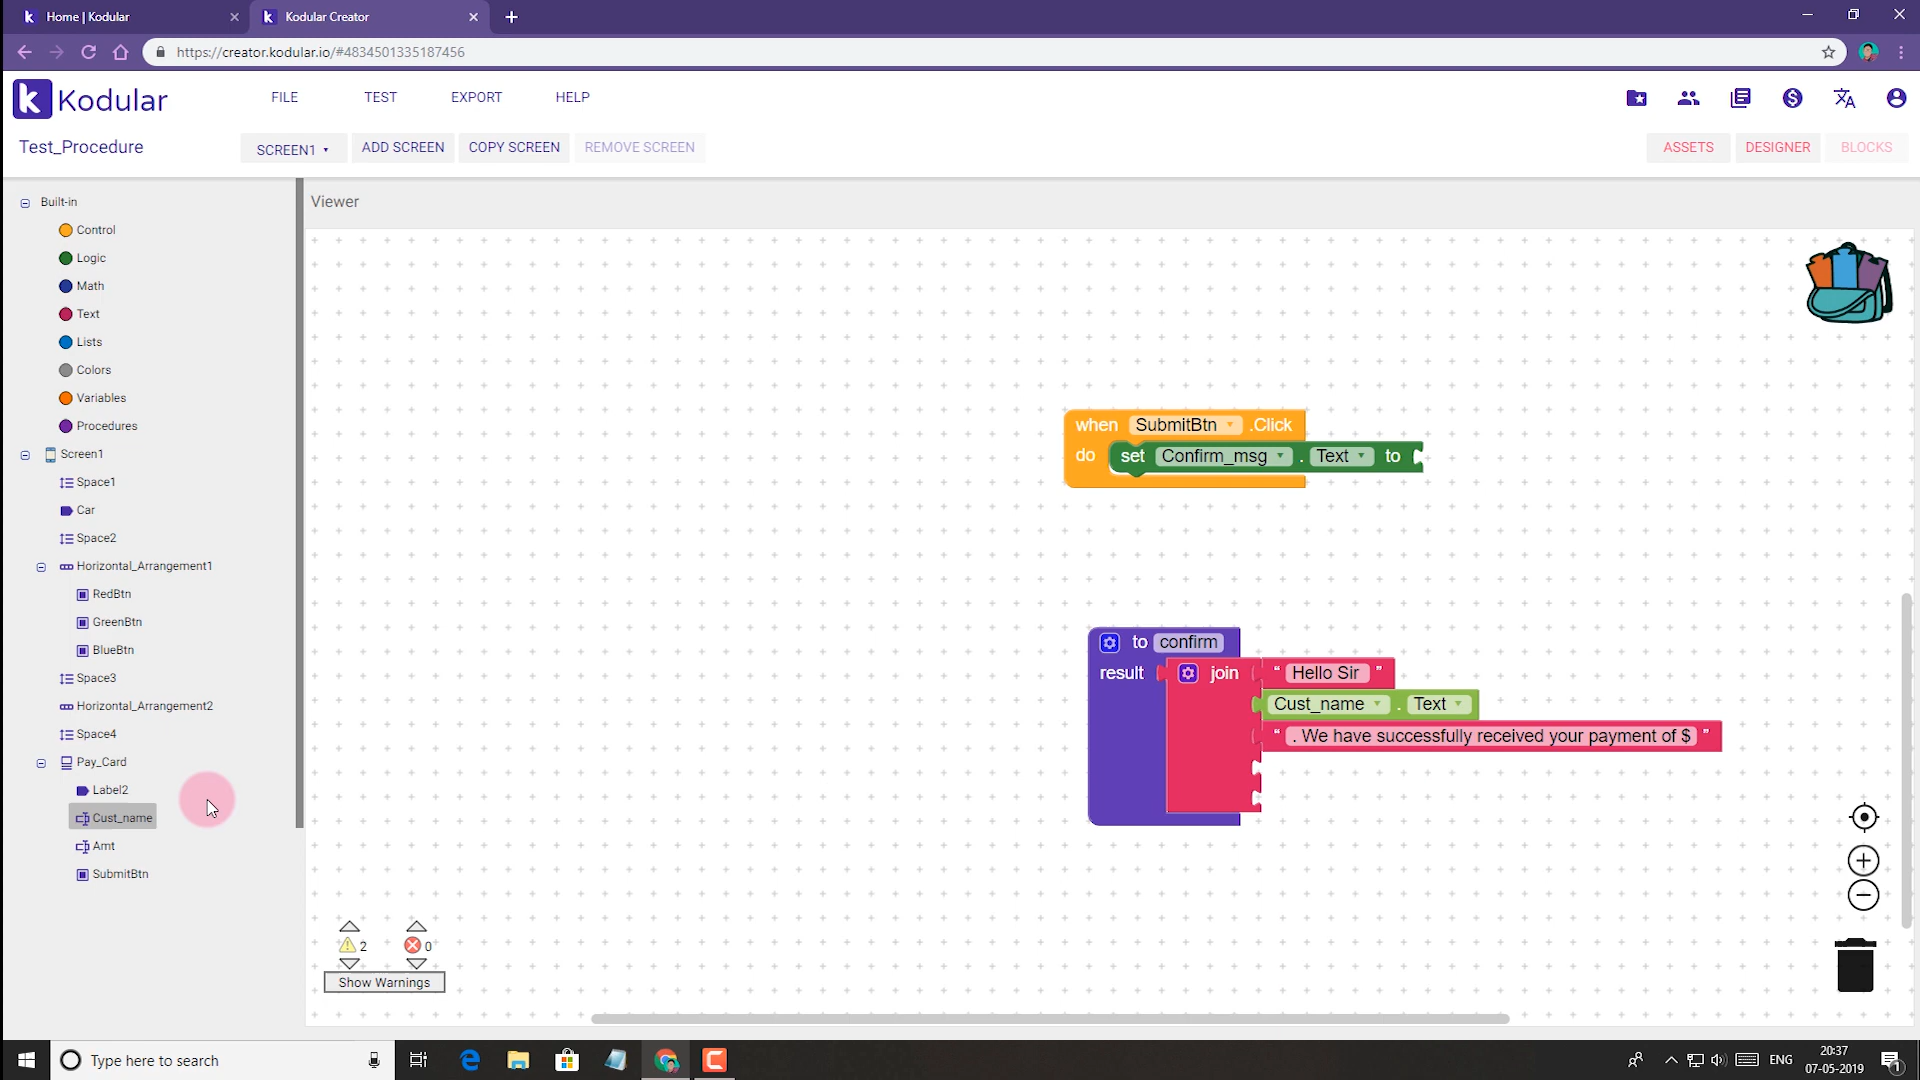 Home | Kodular
Kodular Creator
https://creator.kodular.io/#4834501335187456
Kodular
FILE
TEST
EXPORT
HELP
Test_Procedure
SCREEN1
ADD SCREEN
COPY SCREEN
REMOVE SCREEN
ASSETS
DESIGNER
BLOCKS
Built-in
Control
Logic
Math
Text
Lists
Colors
Variables
Procedures
Screen1
Space1
Car
Space2
Horizontal_Arrangement1
RedBtn
GreenBtn
BlueBtn
Space3
Horizontal_Arrangement2
Space4
Pay_Card
Label2
Cust_name
Amt
SubmitBtn
Viewer
when SubmitBtn .Click
do set Confirm_msg . Text to
to confirm
result join “ Hello Sir ”
Cust_name . Text
“ . We have successfully received your payment of $ ”
2 0
Show Warnings
Type here to search
ENG
20:37
07-05-2019
1